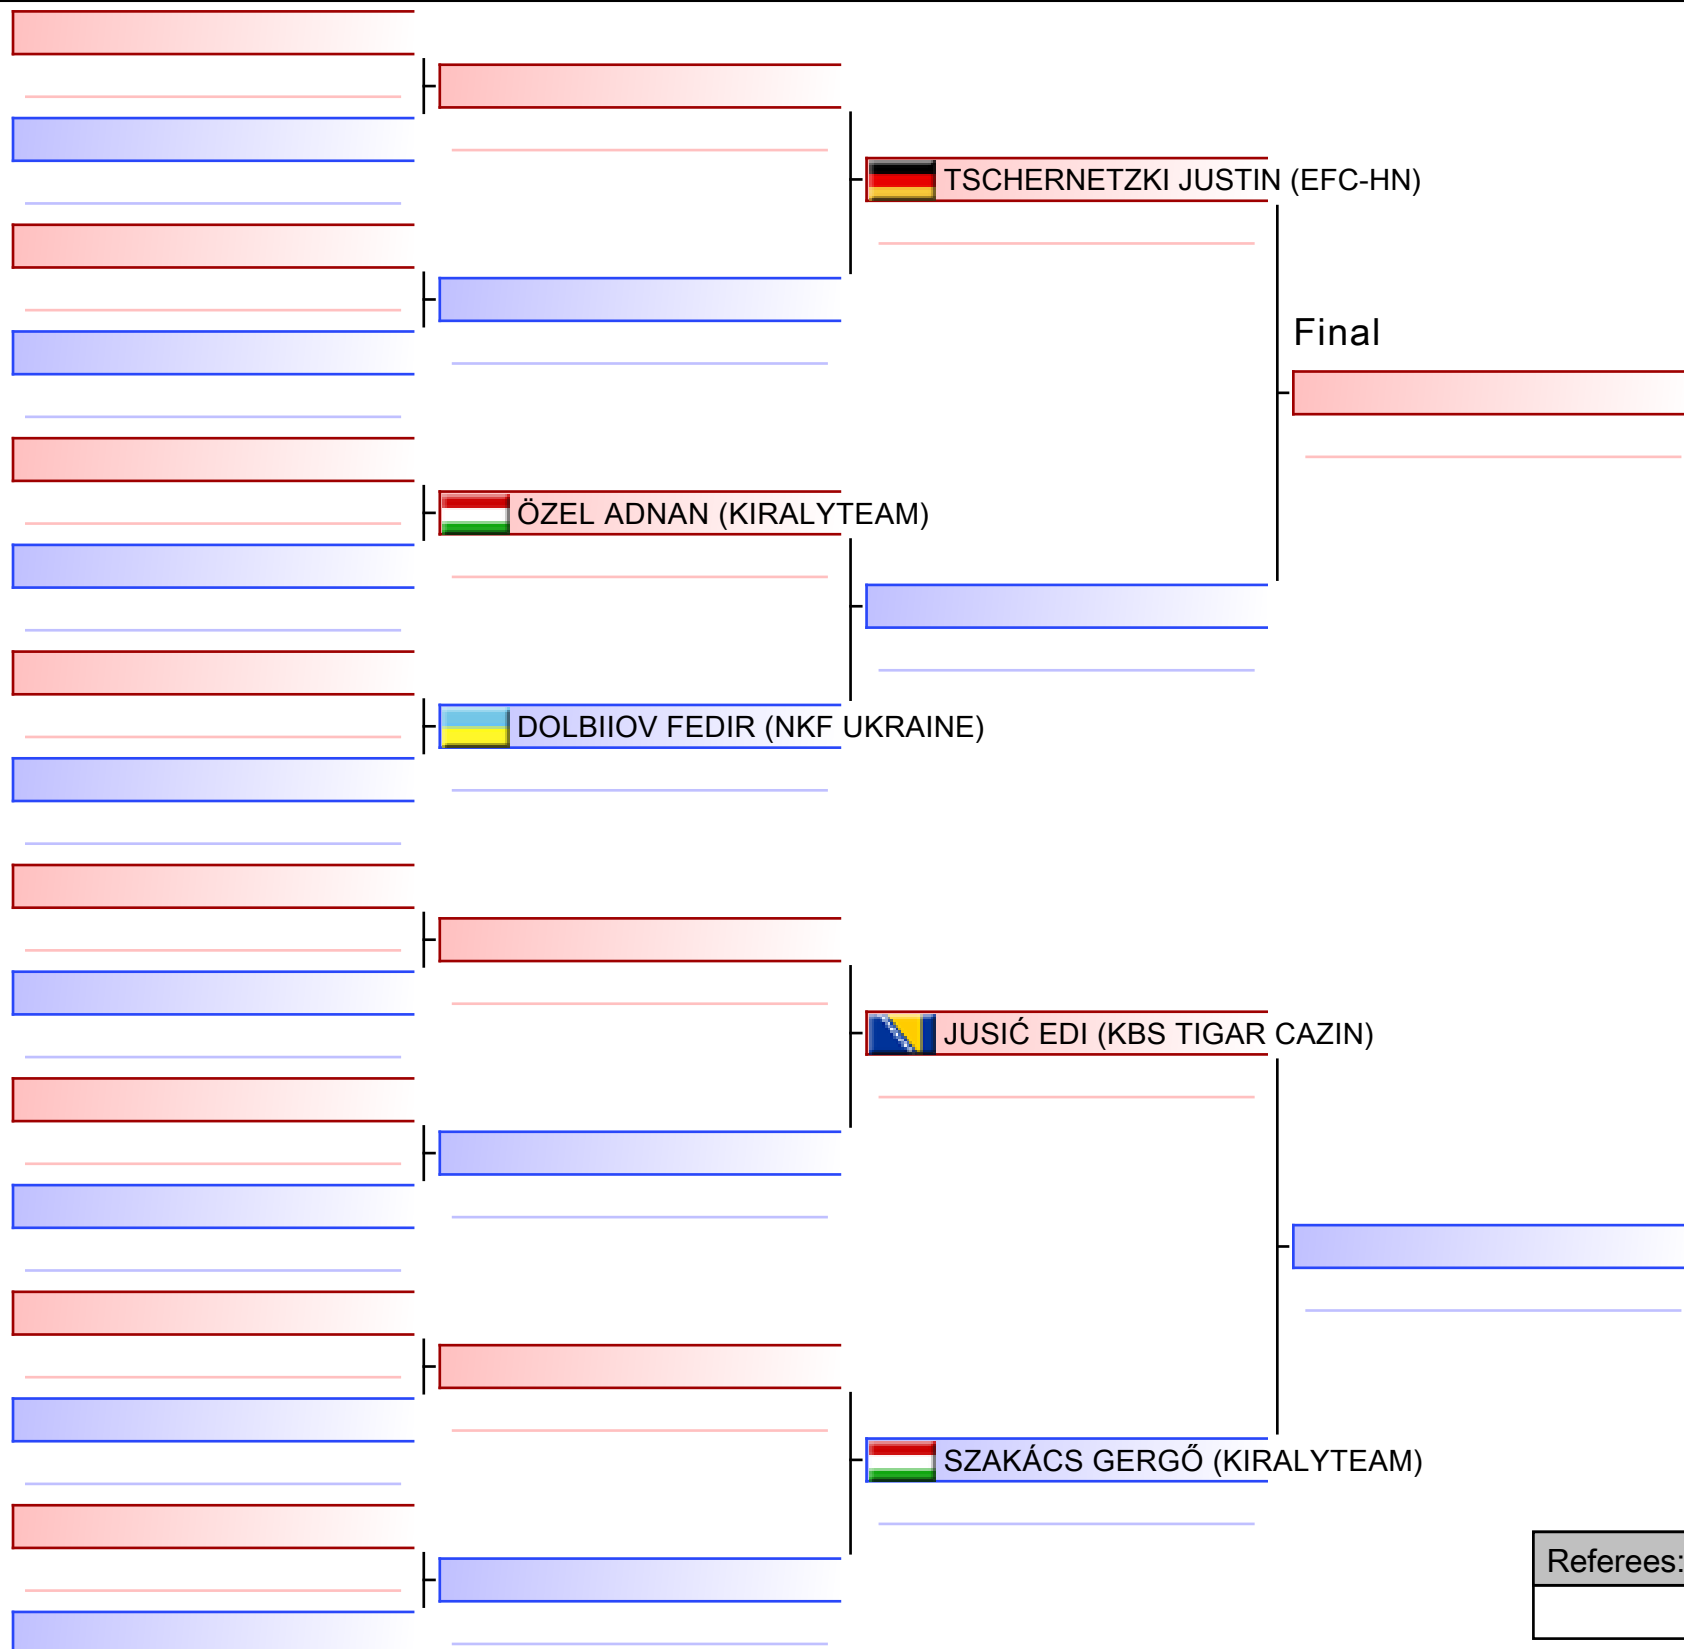 TSCHERNETZKI JUSTIN (EFC-HN)
Final
ÖZEL ADNAN (KIRALYTEAM)
DOLBIIOV FEDIR (NKF UKRAINE)
JUSIĆ EDI (KBS TIGAR CAZIN)
SZAKÁCS GERGŐ (KIRALYTEAM)
Referees: